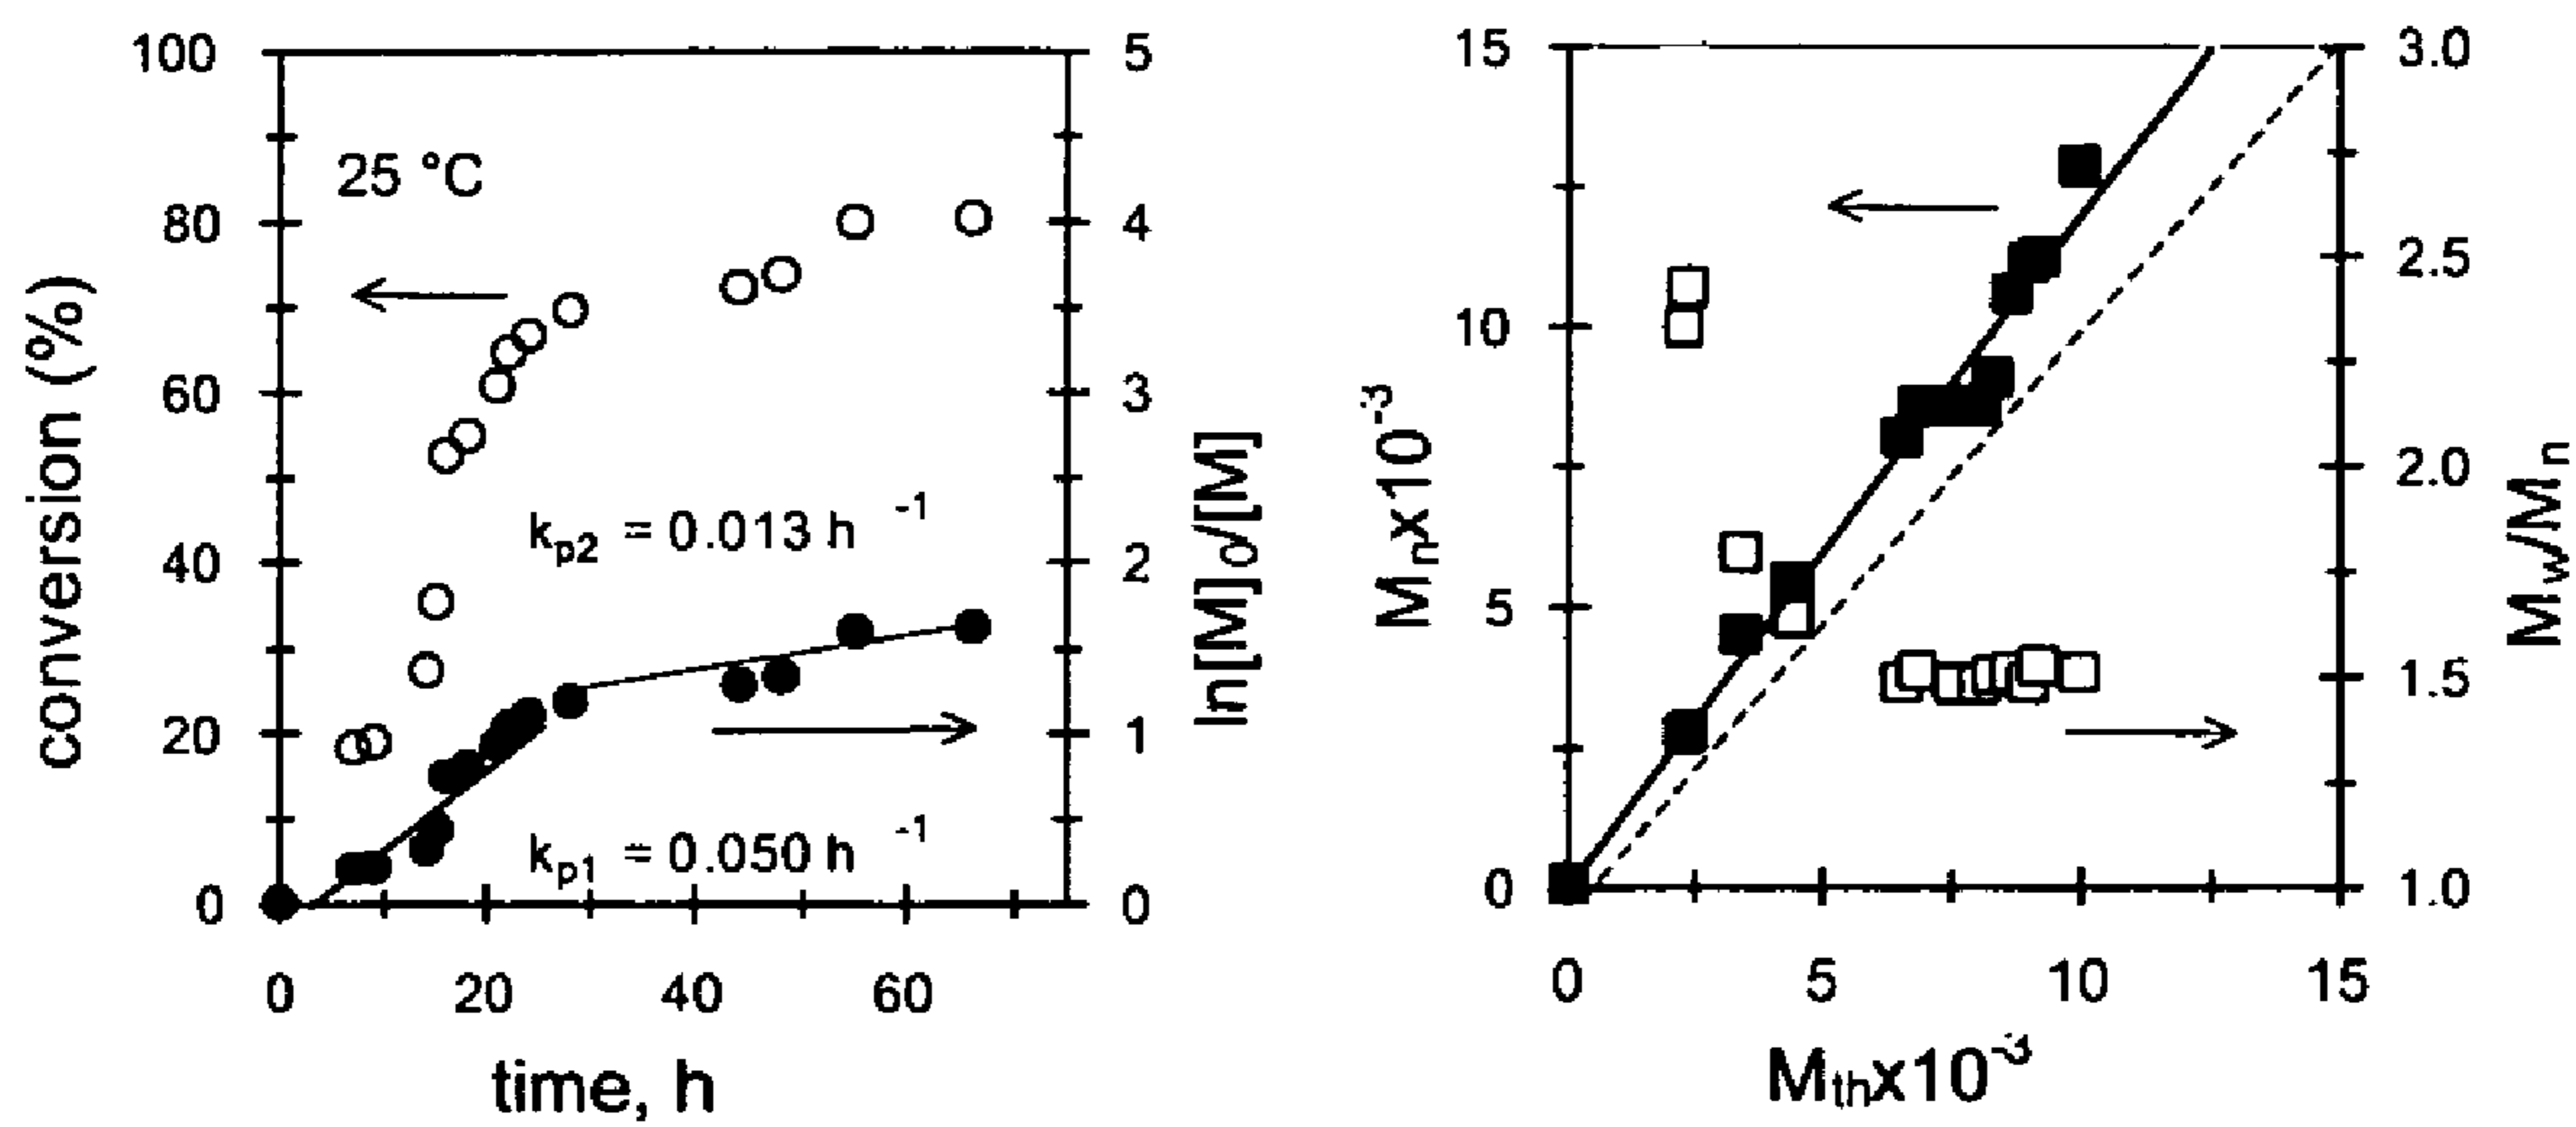 conversion (%)
100
80
60
40
20
0
25 °C
kp2 = 0.013 h -1
kp1 = 0.050 h -1
5
4
3
2
1
0
ln[M]0/[M]
0 20 40 60
time, h
Mnx10-3
15
10
5
0
3.0
2.5
2.0
1.5
1.0
Mw/Mn
0 5 10 15
Mthx10-3